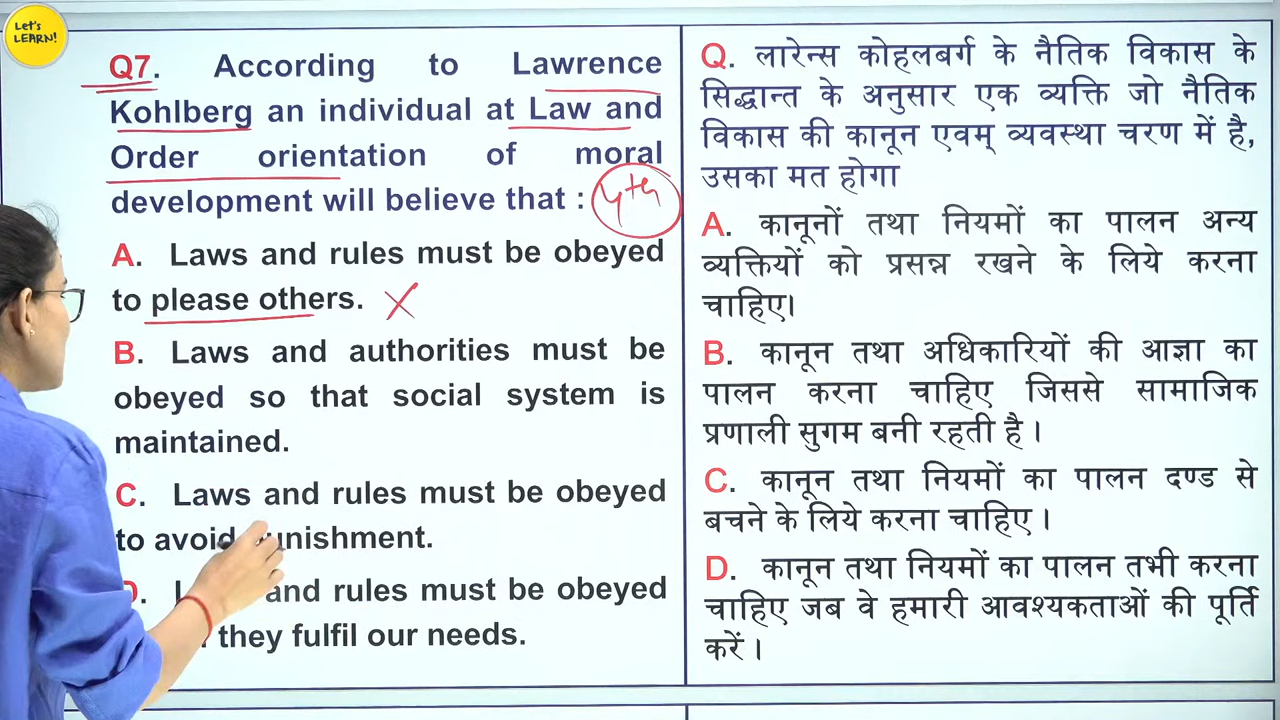 Let's
LEARN!
Q7. According to Lawrence
Kohlberg an individual at Law and
Order orientation of moral
development will believe that :
4th
A. Laws and rules must be obeyed
to please others.
B. Laws and authorities must be
obeyed so that social system is
maintained.
C. Laws and rules must be obeyed
to avoid punishment.
D. and rules must be obeyed
they fulfil our needs.
Q. लारेन्स कोहलबर्ग के नैतिक विकास के
सिद्धान्त के अनुसार एक व्यक्ति जो नैतिक
विकास की कानून एवम् व्यवस्था चरण में है,
उसका मत होगा
A. कानूनों तथा नियमों का पालन अन्य
व्यक्तियों को प्रसन्न रखने के लिये करना
चाहिए।
B. कानून तथा अधिकारियों की आज्ञा का
पालन करना चाहिए जिससे सामाजिक
प्रणाली सुगम बनी रहती है ।
C. कानून तथा नियमों का पालन दण्ड से
बचने के लिये करना चाहिए ।
D. कानून तथा नियमों का पालन तभी करना
चाहिए जब वे हमारी आवश्यकताओं की पूर्ति
करें ।